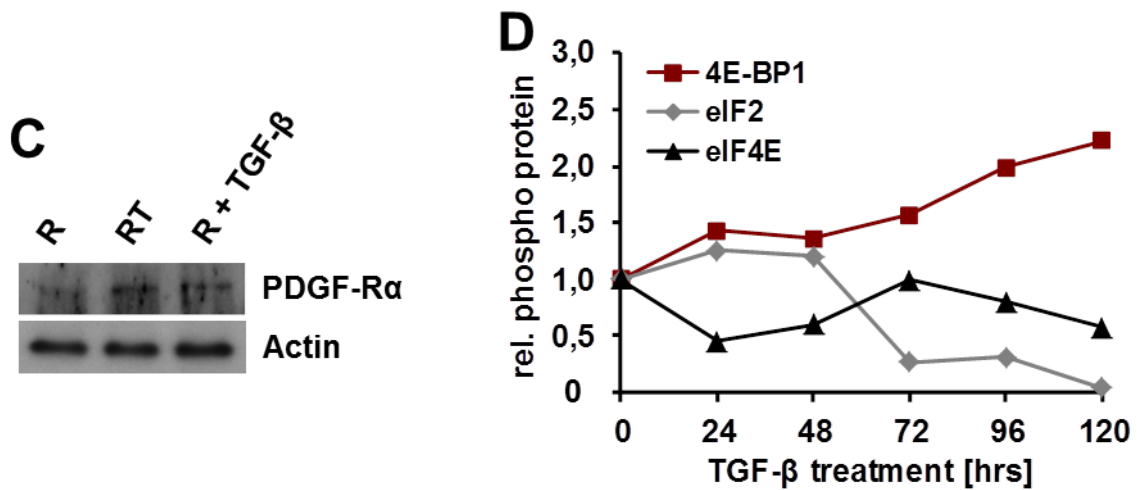 C
R
RT
R + TGF-β
PDGF-Rα
Actin
D
rel. phospho protein
3,0
2,5
2,0
1,5
1,0
0,5
0
4E-BP1
eIF2
eIF4E
0 24 48 72 96 120
TGF-β treatment [hrs]